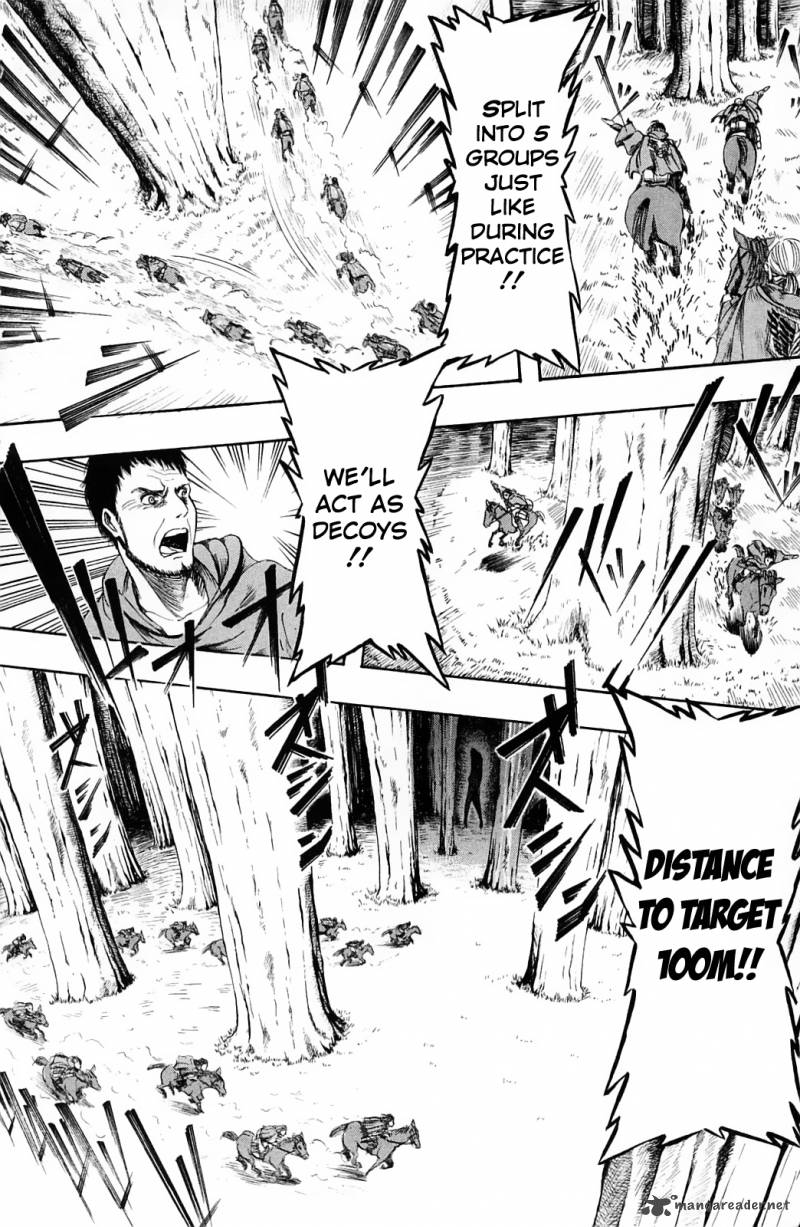 SPLIT
INTO 5
GROUPS
JUST
LIKE
DURING
PRACTICE
!!
WE'LL
ACT AS
DECOYS
!!
DISTANCE
TO TARGET
100M!!
mangareader.net